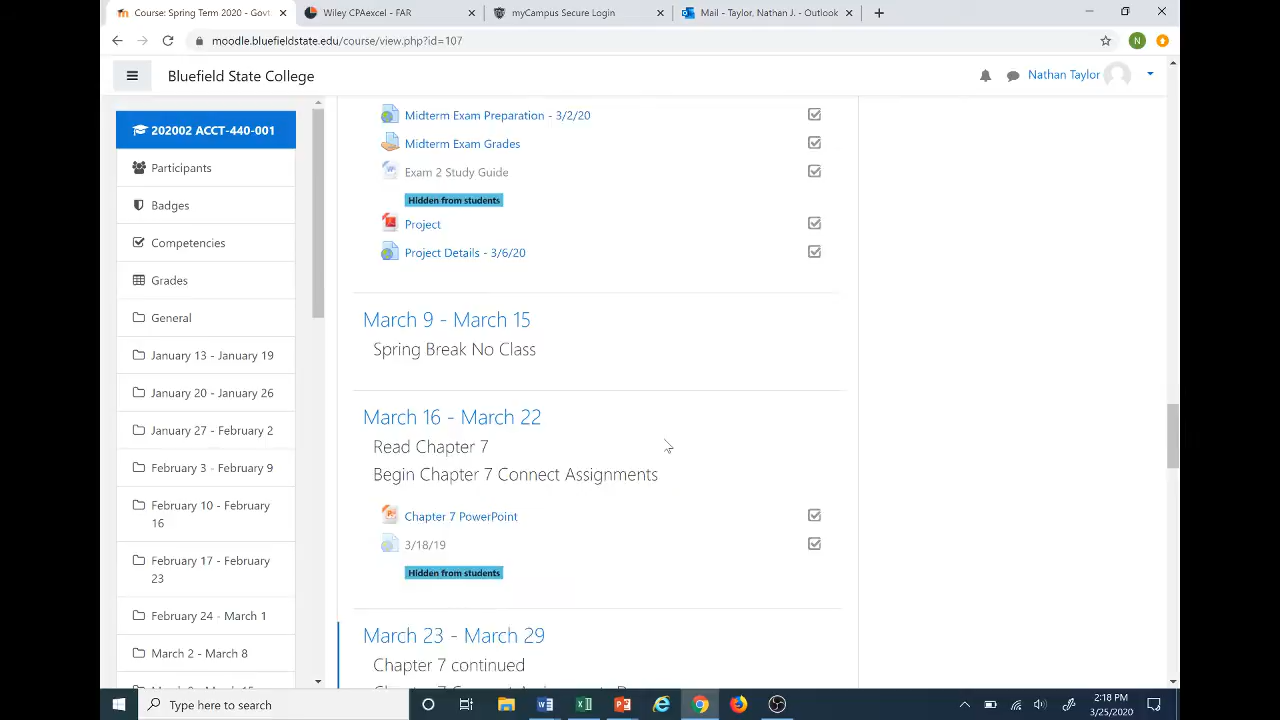 Course: Spring Term 2020 - Govt
Wiley CPAexcel - FAR
myCampus Secure Login
Mail - Taylor, Nathan J. - Outlook
moodle.bluefieldstate.edu/course/view.php?id=107
N
Bluefield State College
Nathan Taylor
202002 ACCT-440-001
Participants
Badges
Competencies
Grades
General
January 13 - January 19
January 20 - January 26
January 27 - February 2
February 3 - February 9
February 10 - February
16
February 17 - February
23
February 24 - March 1
March 2 - March 8
Midterm Exam Preparation - 3/2/20
Midterm Exam Grades
Exam 2 Study Guide
Hidden from students
Project
Project Details - 3/6/20
March 9 - March 15
Spring Break No Class
March 16 - March 22
Read Chapter 7
Begin Chapter 7 Connect Assignments
Chapter 7 PowerPoint
3/18/19
Hidden from students
March 23 - March 29
Chapter 7 continued
Type here to search
2:18 PM
3/25/2020